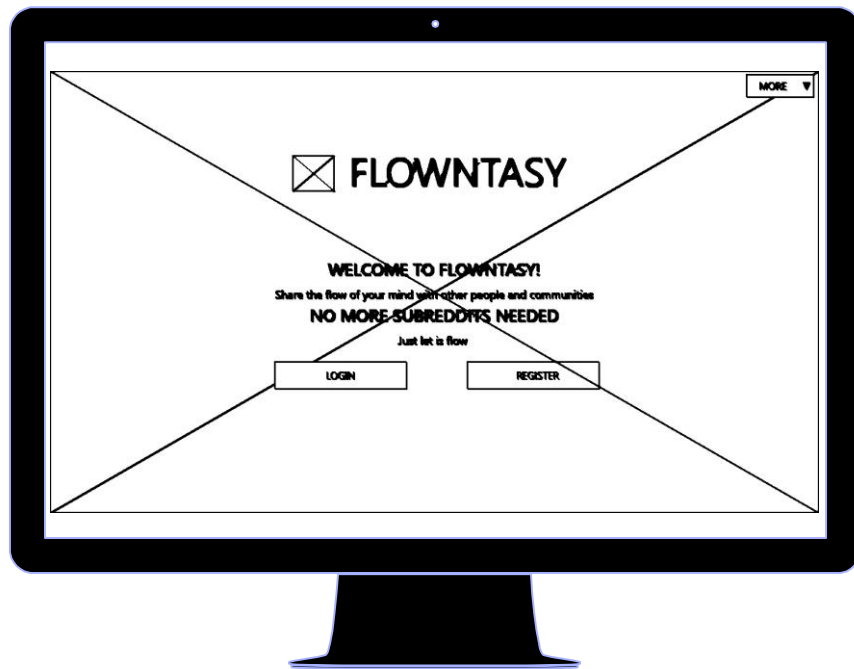 MORE ▼
FLOWNTASY
WELCOME TO FLOWNTASY!
Share the flow of your mind with other people and communities
NO MORE SUBREDDITS NEEDED
Just let is flow
LOGIN
REGISTER